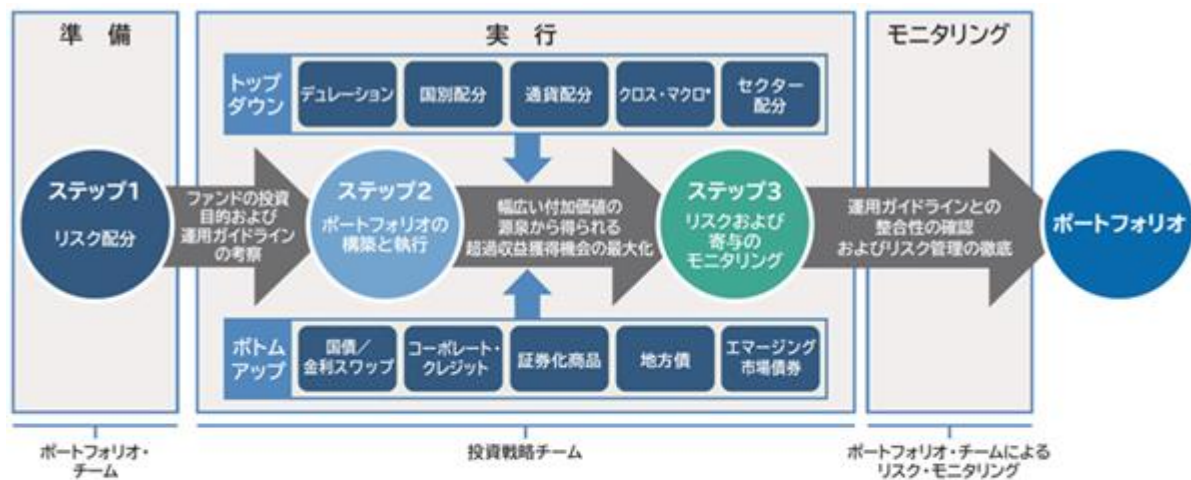 準 備
実 行
モニタリング
トップ
ダウン
デュレーション
国別配分
通貨配分
クロス・マクロ*
セクター
配分
ステップ1
リスク配分
ファンドの投資
目的および
運用ガイドライン
の考察
ステップ2
ポートフォリオの
構築と執行
幅広い付加価値の
源泉から得られる
超過収益獲得機会の最大化
ステップ3
リスクおよび
寄与の
モニタリング
運用ガイドラインとの
整合性の確認
およびリスク管理の徹底
ポートフォリオ
ボトム
アップ
国債／
金利スワップ
コーポレート・
クレジット
証券化商品
地方債
エマージング
市場債券
ポートフォリオ・
チーム
投資戦略チーム
ポートフォリオ・チームによる
リスク・モニタリング